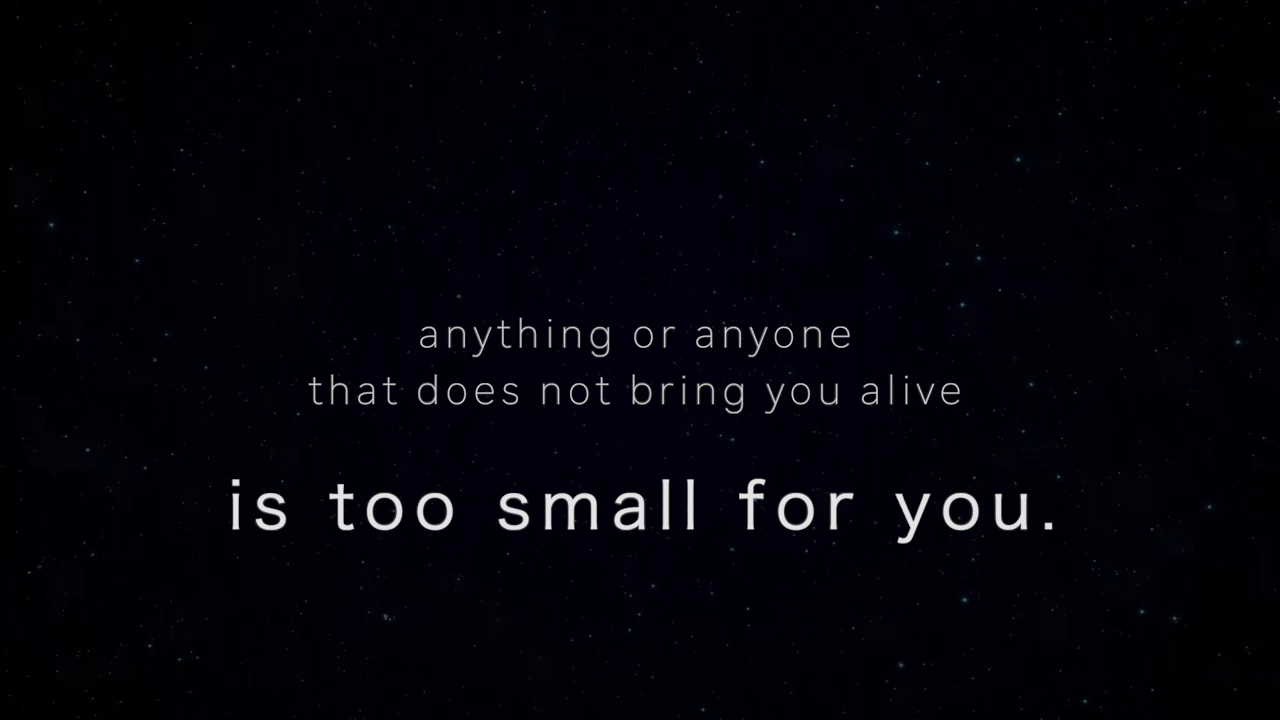 anything or anyone
that does not bring you alive
is too small for you.